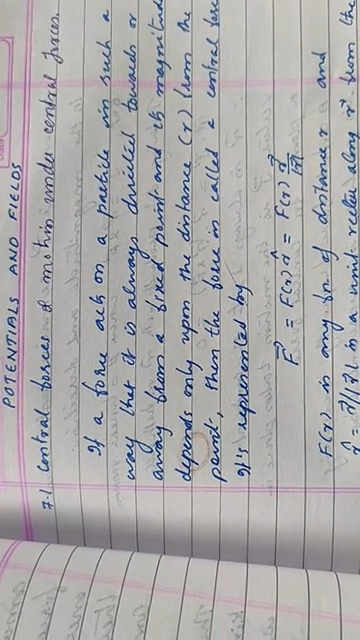 POTENTIALS AND FIELDS
7.1 Central forces & motion under central forces.
If a force acts on a particle in such a
way that it is always directed towards or
away from a fixed point and its magnitude
depends only upon the distance (r) from the
point, then the force is called a central force
It's represented by
F⃗ = F(r) r̂ = F(r) r⃗/|r⃗|
F(r) is any fn of distance r and
r̂ = r⃗/|r⃗| is a unit vector along r⃗ from the